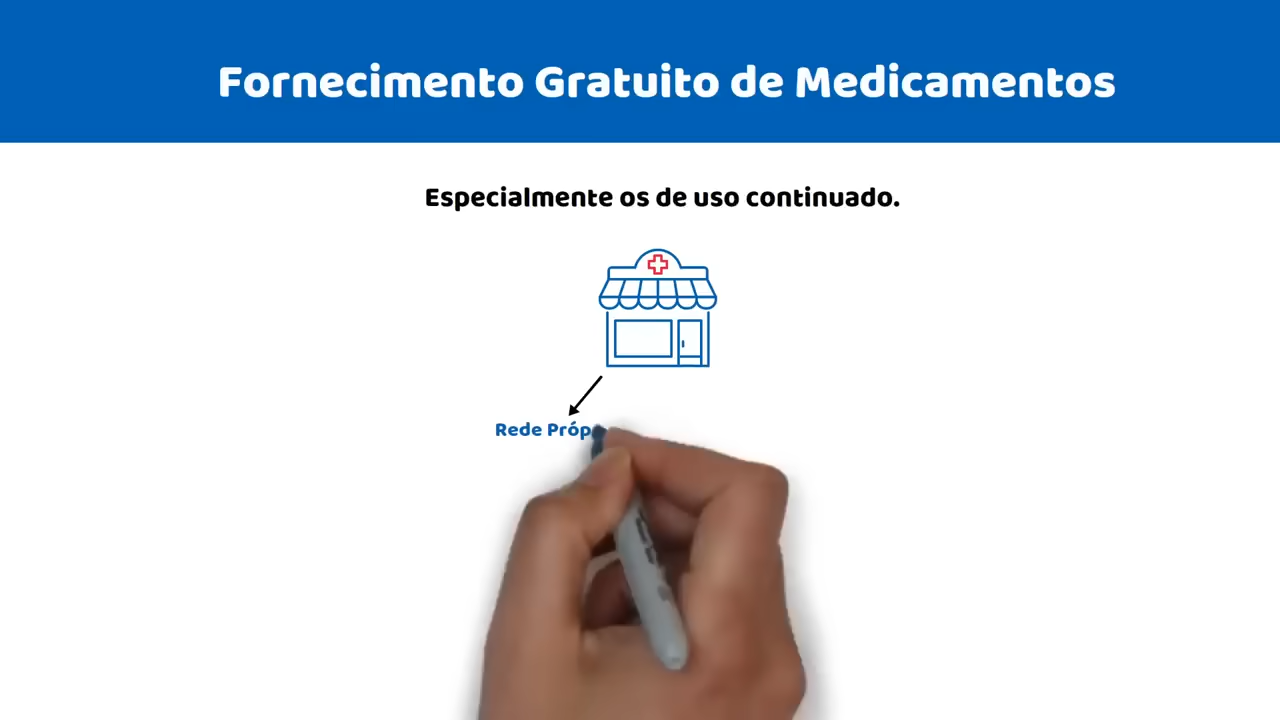 Fornecimento Gratuito de Medicamentos
Especialmente os de uso continuado.
Rede Próp